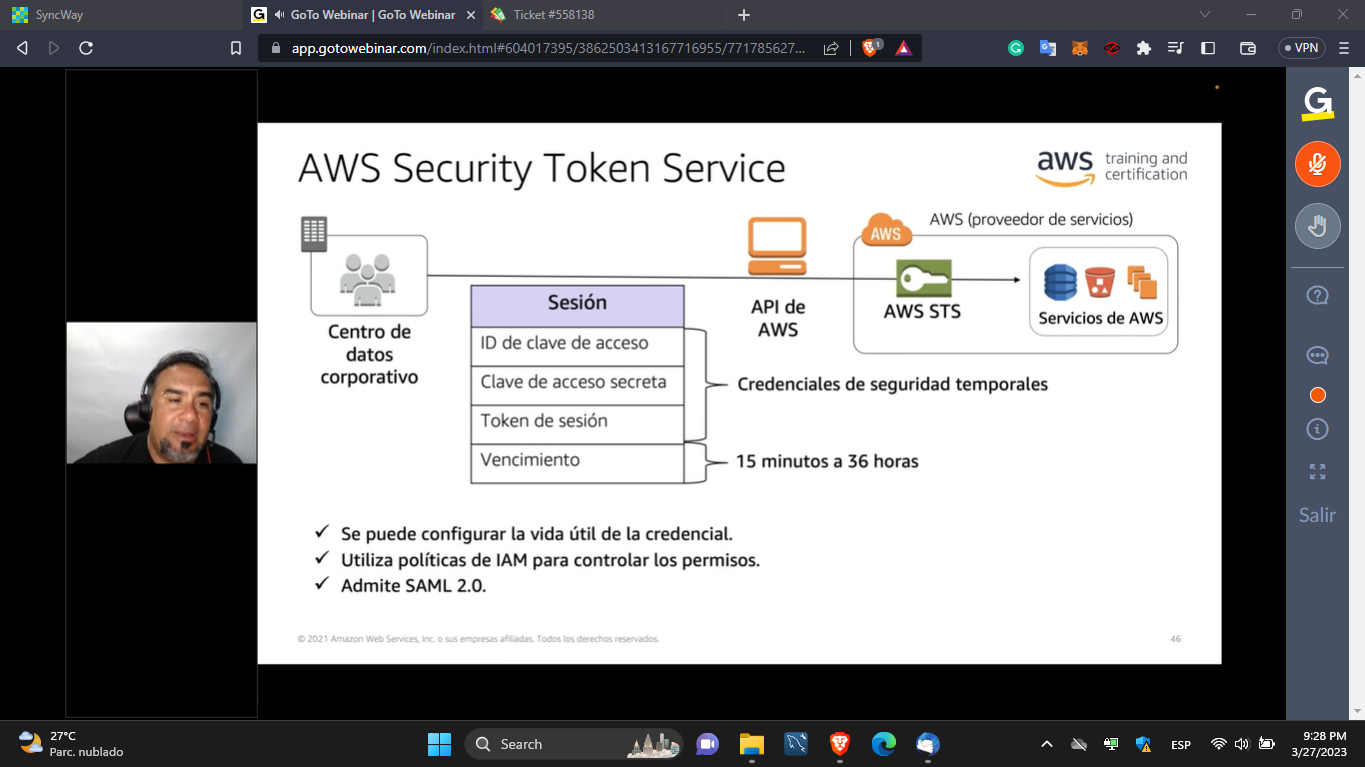 SyncWay
GoTo Webinar | GoTo Webinar
Ticket #558138
app.gotowebinar.com/index.html#604017395/3862503413167716955/771785627...
1
VPN
AWS Security Token Service
aws training and certification
AWS
AWS (proveedor de servicios)
Centro de
datos
corporativo
API de
AWS
AWS STS
Servicios de AWS
Sesión
ID de clave de acceso
Clave de acceso secreta
Token de sesión
Vencimiento
Credenciales de seguridad temporales
15 minutos a 36 horas
✓ Se puede configurar la vida útil de la credencial.
✓ Utiliza políticas de IAM para controlar los permisos.
✓ Admite SAML 2.0.
© 2021 Amazon Web Services, Inc. o sus empresas afiliadas. Todos los derechos reservados.
46
G
Salir
27°C
Parc. nublado
Search
ESP
9:28 PM
3/27/2023